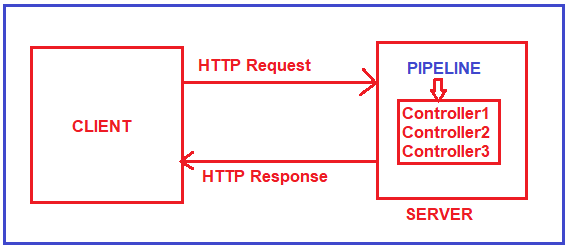 HTTP Request
PIPELINE
CLIENT
Controller1
Controller2
Controller3
HTTP Response
SERVER